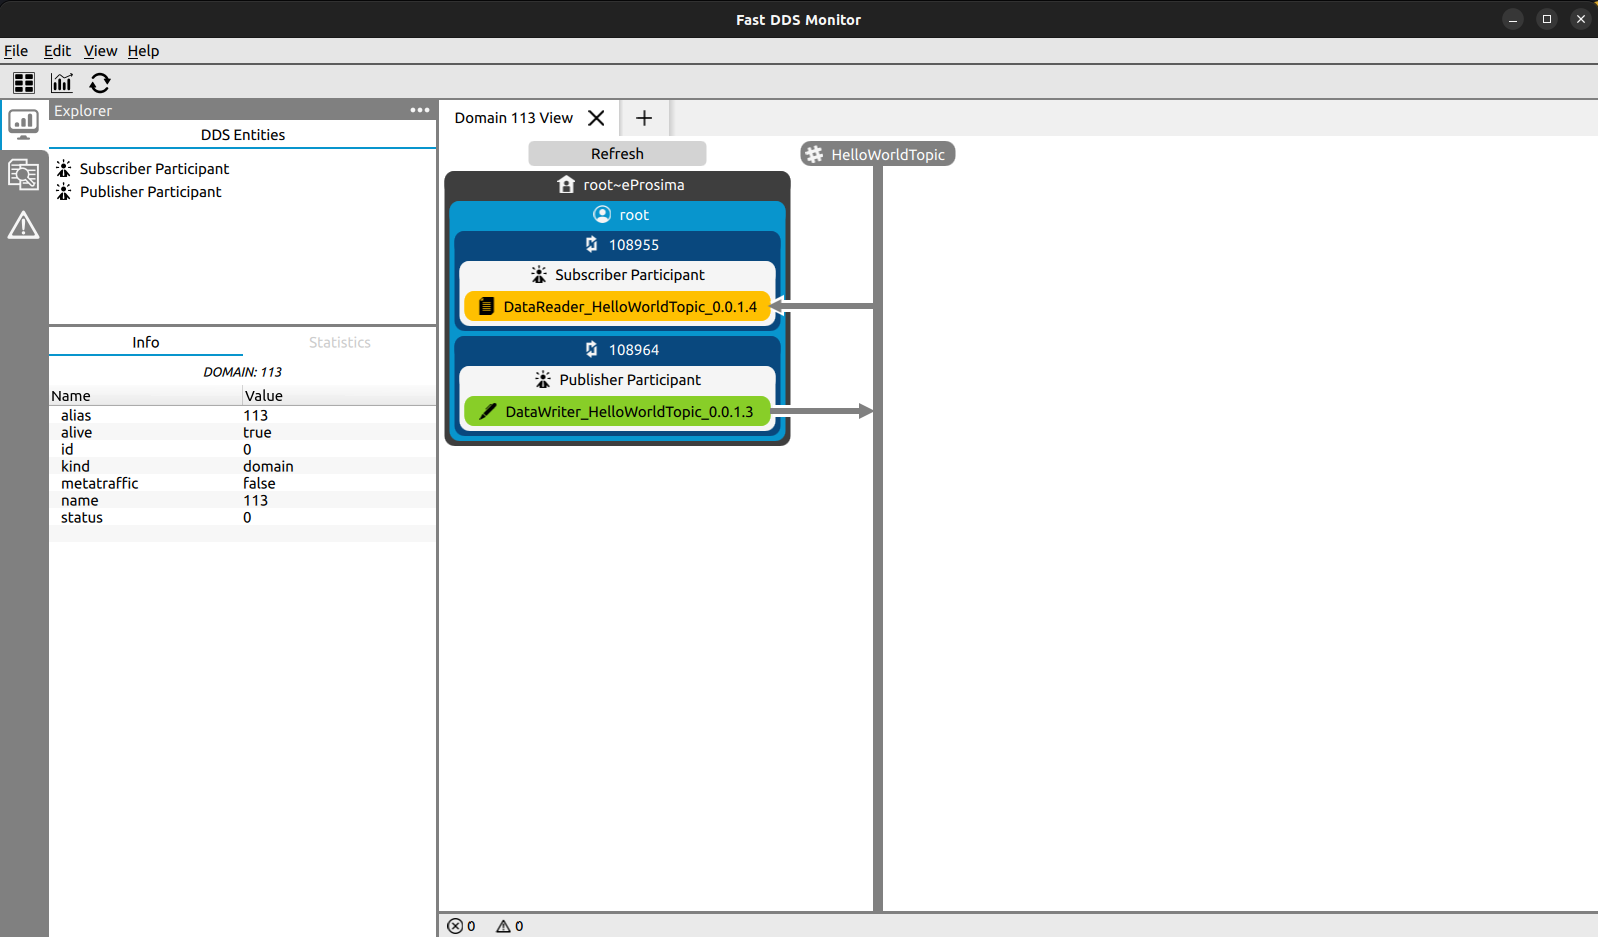 Fast DDS Monitor
File Edit View Help
Explorer
DDS Entities
Subscriber Participant
Publisher Participant
Info Statistics
DOMAIN: 113
Name Value
alias 113
alive true
id 0
kind domain
metatraffic false
name 113
status 0
Domain 113 View
Refresh
HelloWorldTopic
root~eProsima
root
108955
Subscriber Participant
DataReader_HelloWorldTopic_0.0.1.4
108964
Publisher Participant
DataWriter_HelloWorldTopic_0.0.1.3
0 0